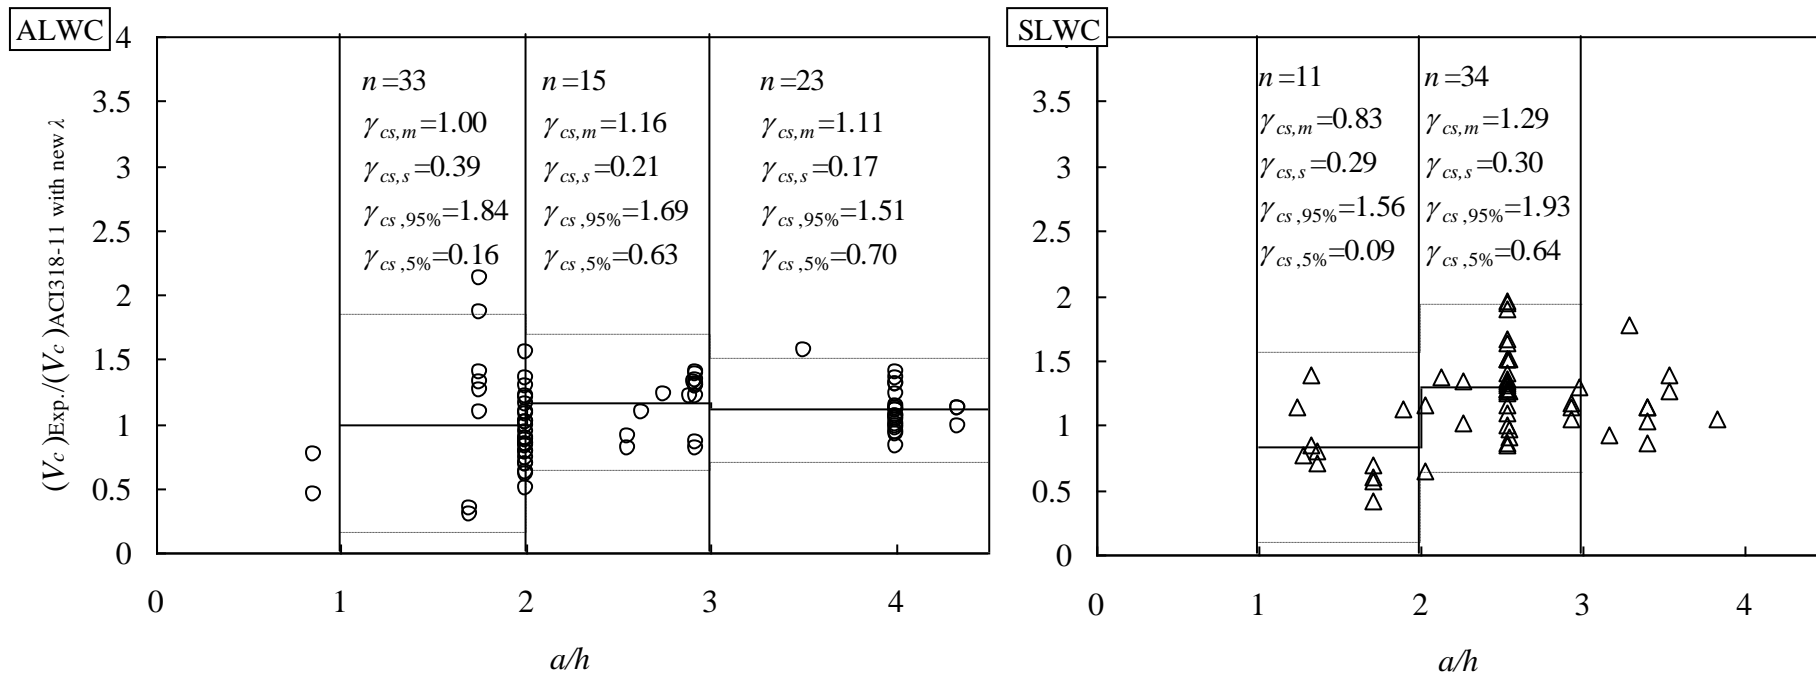 ALWC
(Vc)Exp./(Vc)ACI318-11 with new λ
4
3.5
3
2.5
2
1.5
1
0.5
0
n=33
γcs,m=1.00
γcs,s=0.39
γcs,95%=1.84
γcs,5%=0.16
n=15
γcs,m=1.16
γcs,s=0.21
γcs,95%=1.69
γcs,5%=0.63
n=23
γcs,m=1.11
γcs,s=0.17
γcs,95%=1.51
γcs,5%=0.70
0 1 2 3 4
a/h
SLWC
3.5
3
2.5
2
1.5
1
0.5
0
n=11
γcs,m=0.83
γcs,s=0.29
γcs,95%=1.56
γcs,5%=0.09
n=34
γcs,m=1.29
γcs,s=0.30
γcs,95%=1.93
γcs,5%=0.64
0 1 2 3 4
a/h